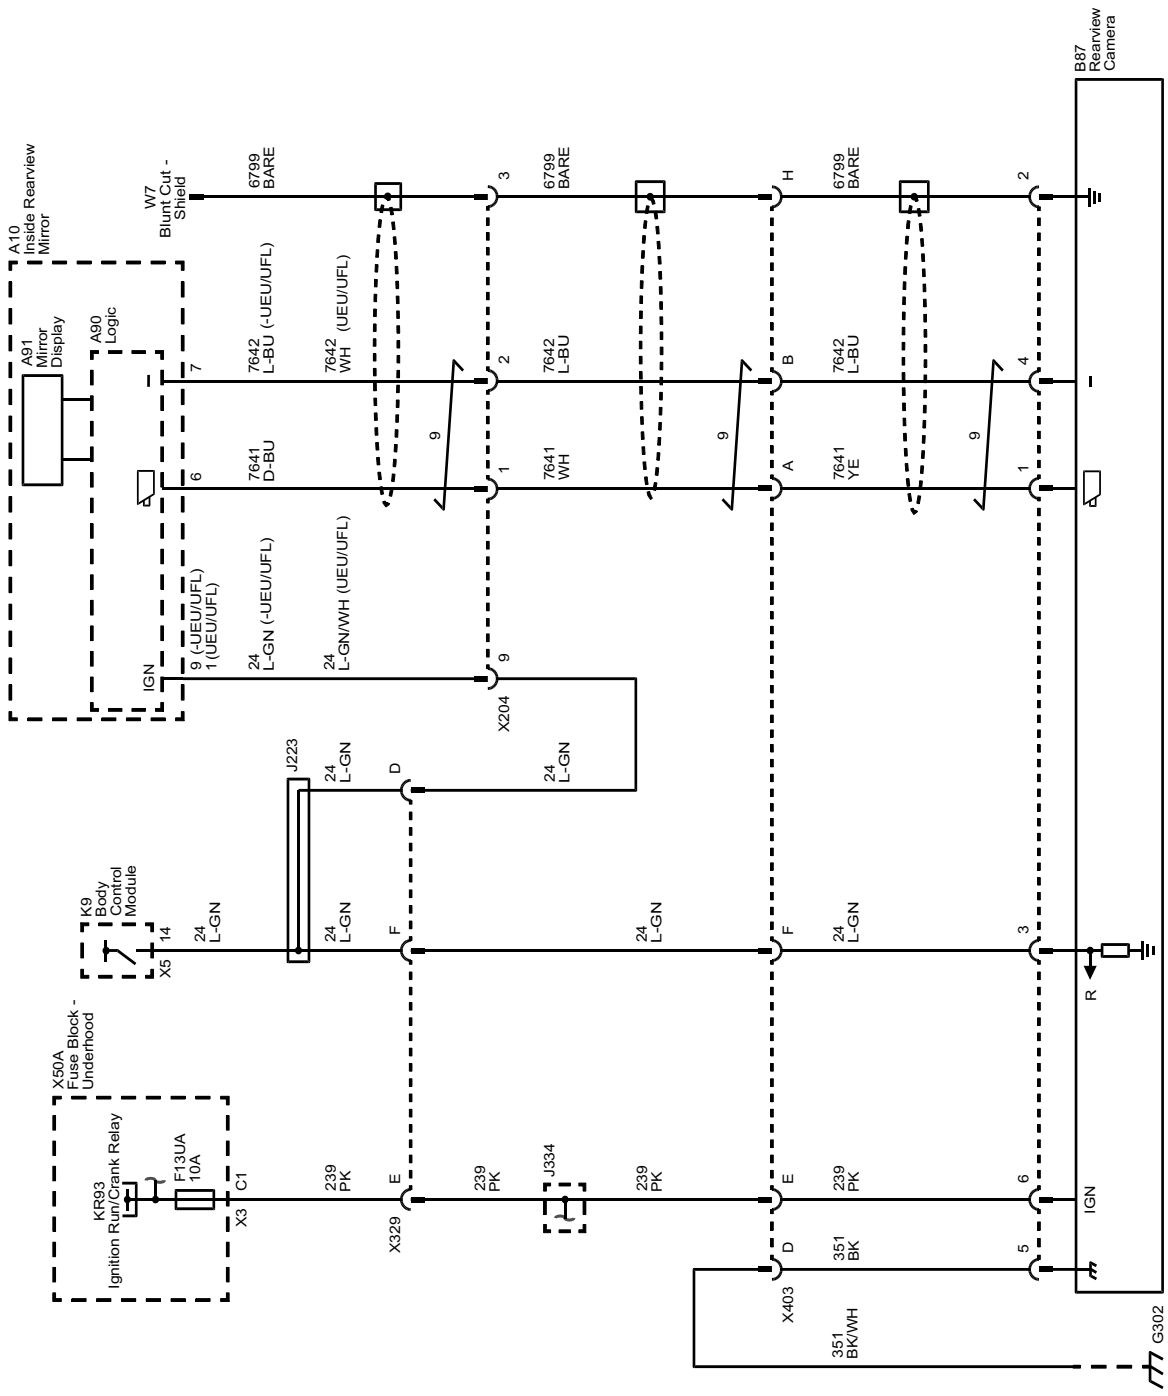 X50A
Fuse Block -
Underhood
KR93
Ignition Run/Crank Relay
F13UA
10A
X3
C1
239
PK
X329
E
239
PK
J334
239
PK
E
239
PK
6
IGN
X403
D
351
BK
5
351
BK/WH
G302
K9
Body
Control
Module
X5
14
24
L-GN
J223
24
L-GN
F
24
L-GN
F
24
L-GN
3
R
24
L-GN
D
24
L-GN
A10
Inside Rearview
Mirror
A91
Mirror
Display
A90
Logic
IGN
9 (-UEU/UFL)
1 (UEU/UFL)
24
L-GN (-UEU/UFL)
24
L-GN/WH (UEU/UFL)
X204
9
6
7641
D-BU
9
1
7641
WH
9
A
7641
YE
9
1
7
7642
L-BU (-UEU/UFL)
7642
WH (UEU/UFL)
2
7642
L-BU
B
7642
L-BU
4
W7
Blunt Cut -
Shield
6799
BARE
3
6799
BARE
H
6799
BARE
2
B87
Rearview
Camera